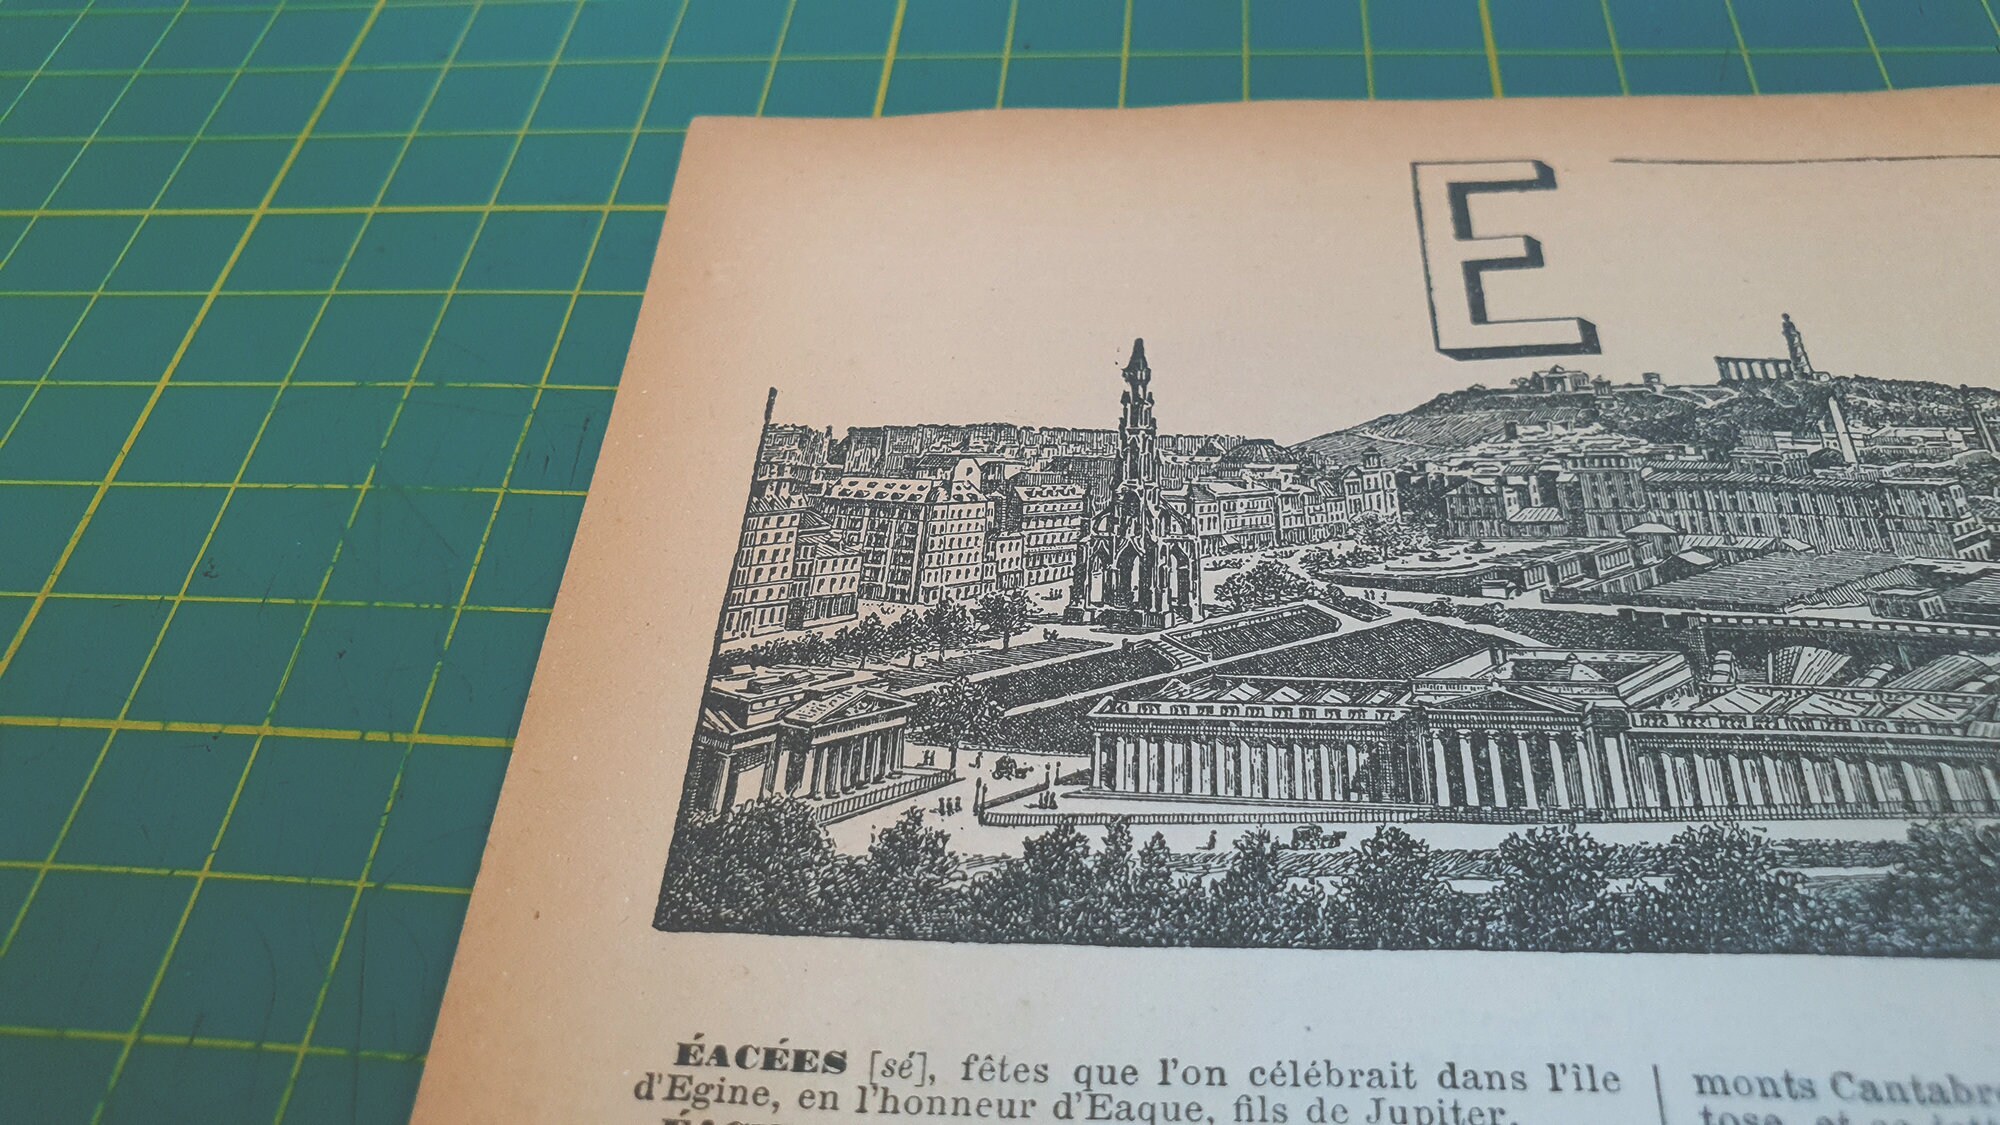 E
ÉACÉES [sé], fêtes que l'on célébrait dans l'île
d'Egine, en l'honneur d'Eaque, fils de Jupiter.
monts Cantabre